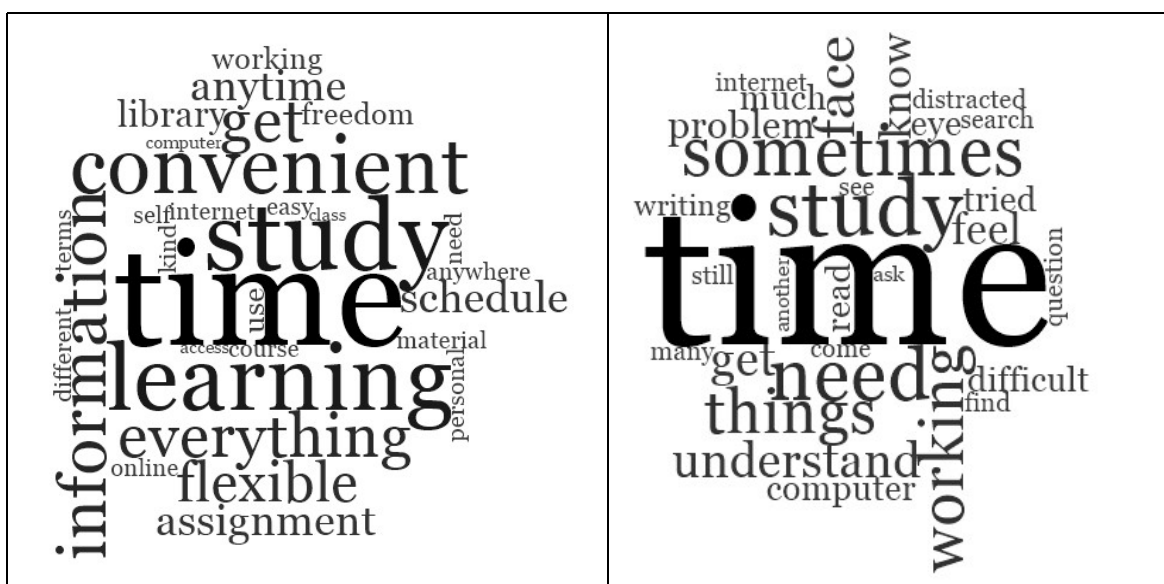 working
anytime
library get freedom
computer
convenient
information
self internet easy class
terms kind study need
time
anywhere
schedule
use
different
access course material
learning
personal
everything
online flexible
assignment
face know
internet
much distracted
problem eye search
sometimes
see
writing study tried
feel
time
still another read ask question
many get come
need difficult
things find
working
understand
computer